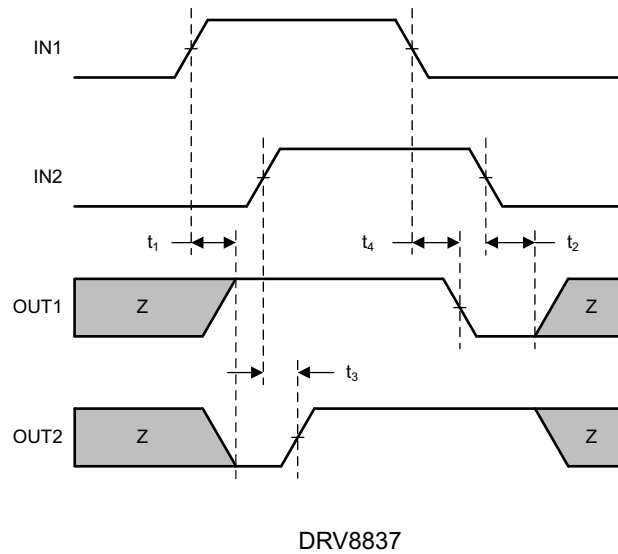 IN1
IN2
t1 t4 t2
OUT1 Z Z
t3
OUT2 Z Z
DRV8837